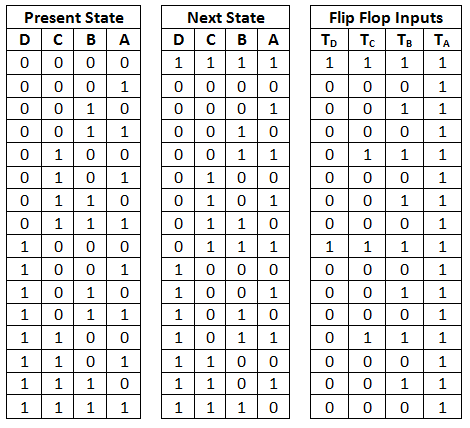 Present State Next State Flip Flop Inputs
D C B A D C B A T_D T_C T_B T_A
0 0 0 0 1 1 1 1 1 1 1 1
0 0 0 1 0 0 0 0 0 0 0 1
0 0 1 0 0 0 0 1 0 0 1 1
0 0 1 1 0 0 1 0 0 0 0 1
0 1 0 0 0 0 1 1 0 1 1 1
0 1 0 1 0 1 0 0 0 0 0 1
0 1 1 0 0 1 0 1 0 0 1 1
0 1 1 1 0 1 1 0 0 0 0 1
1 0 0 0 0 1 1 1 1 1 1 1
1 0 0 1 1 0 0 0 0 0 0 1
1 0 1 0 1 0 0 1 0 0 1 1
1 0 1 1 1 0 1 0 0 0 0 1
1 1 0 0 1 0 1 1 0 1 1 1
1 1 0 1 1 1 0 0 0 0 0 1
1 1 1 0 1 1 0 1 0 0 1 1
1 1 1 1 1 1 1 0 0 0 0 1